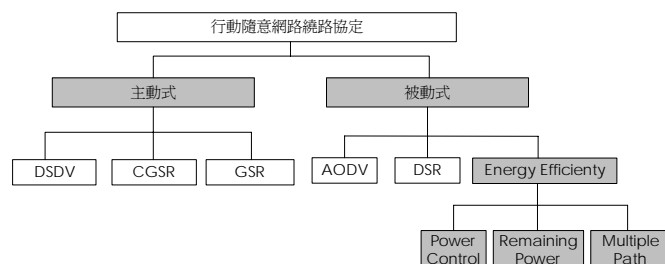 行動隨意網路繞路協定
主動式
被動式
DSDV
CGSR
GSR
AODV
DSR
Energy Efficienty
Power
Control
Remaining
Power
Multiple
Path